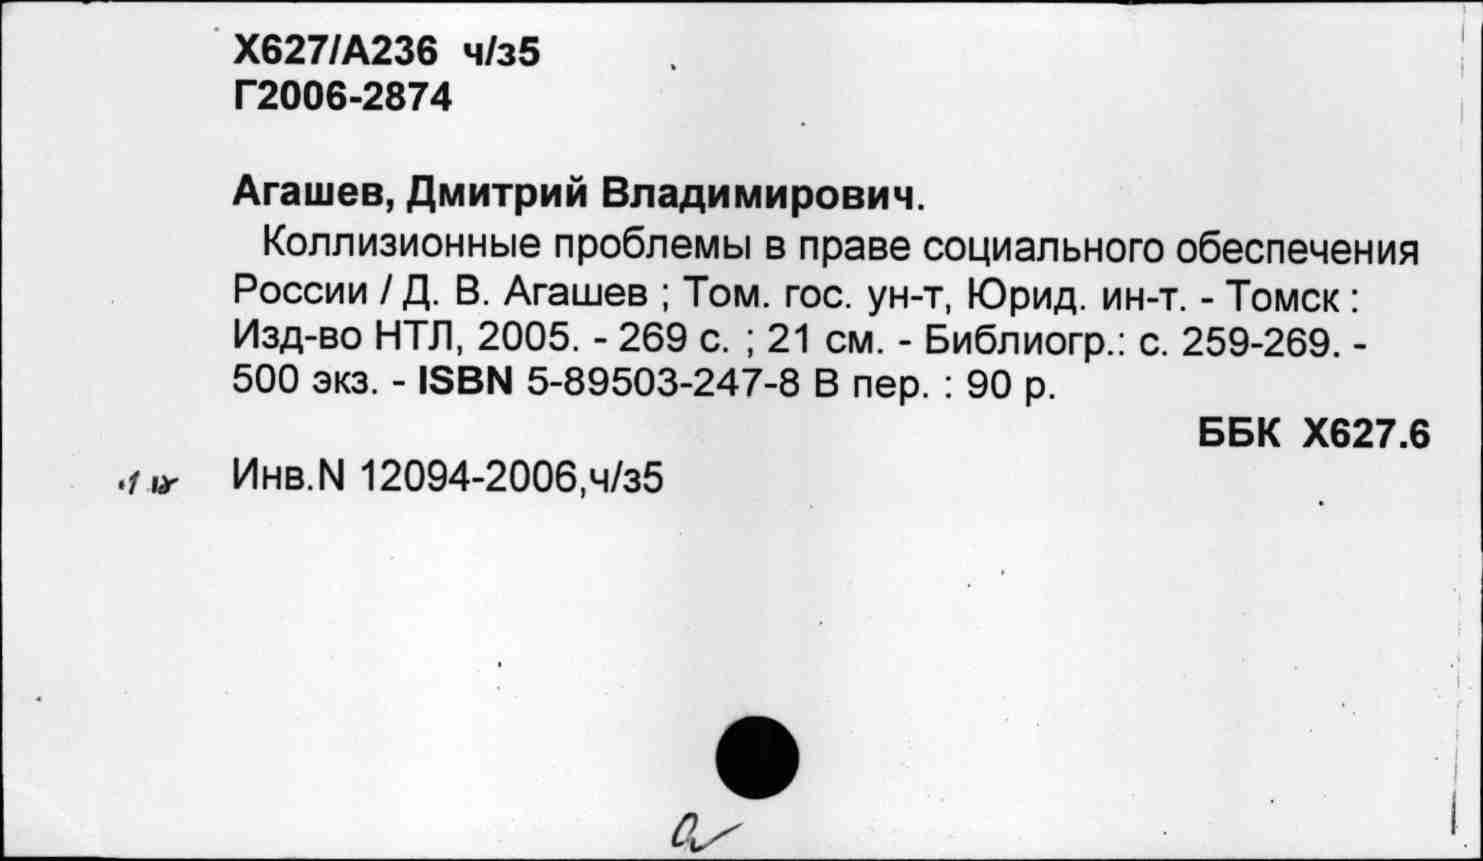 Х627/А236 ч/з5
Г2006-2874
Агашев, Дмитрий Владимирович.
Коллизионные проблемы в праве социального обеспечения
России / Д. В. Агашев ; Том. гос. ун-т, Юрид. ин-т. - Томск :
Изд-во НТЛ, 2005. - 269 с. ; 21 см. - Библиогр.: с. 259-269. -
500 экз. - ISBN 5-89503-247-8 В пер. : 90 р.
ББК Х627.6
Инв.N 12094-2006,ч/з5